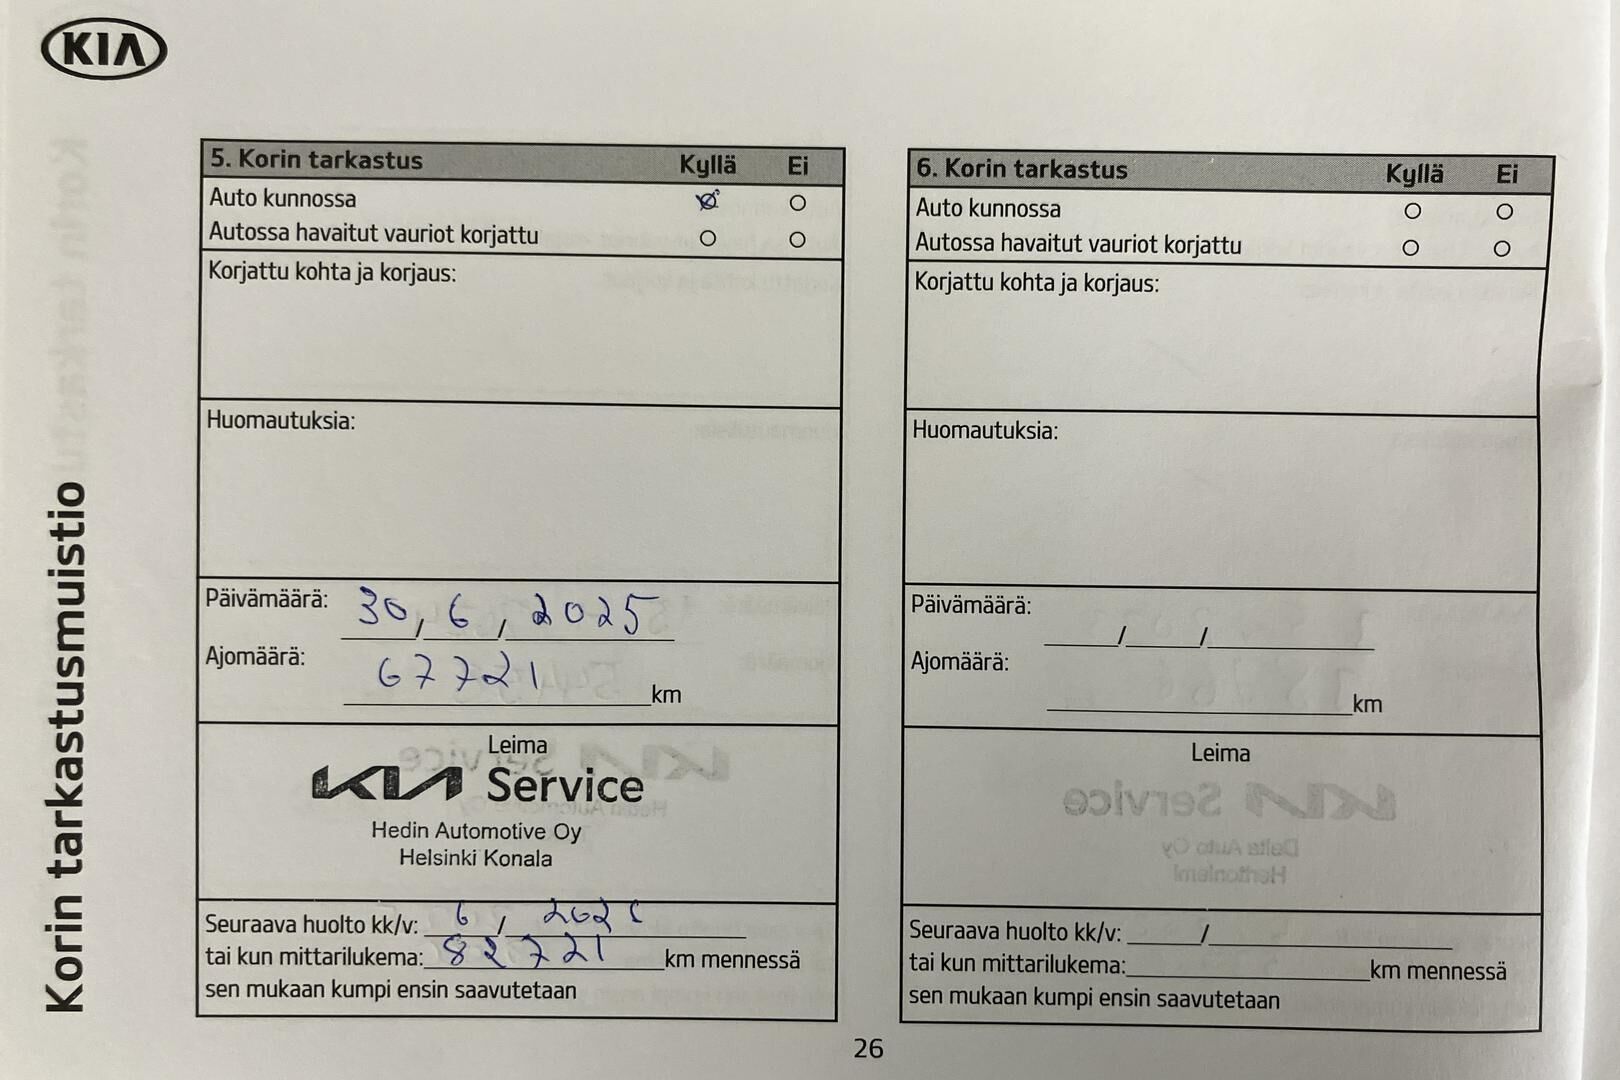 KIA
Korin tarkastusmuistio
5. Korin tarkastus Kyllä Ei
Auto kunnossa
Autossa havaitut vauriot korjattu
Korjattu kohta ja korjaus:
Huomautuksia:
Päivämäärä: 30 / 6 / 2025
Ajomäärä: 67721 km
Leima
KIA Service
Hedin Automotive Oy
Helsinki Konala
Seuraava huolto kk/v: 6 /
tai kun mittarilukema: 82721 km mennessä
sen mukaan kumpi ensin saavutetaan
6. Korin tarkastus Kyllä Ei
Auto kunnossa
Autossa havaitut vauriot korjattu
Korjattu kohta ja korjaus:
Huomautuksia:
Päivämäärä: / /
Ajomäärä: km
Leima
Seuraava huolto kk/v: /
tai kun mittarilukema: km mennessä
sen mukaan kumpi ensin saavutetaan
26